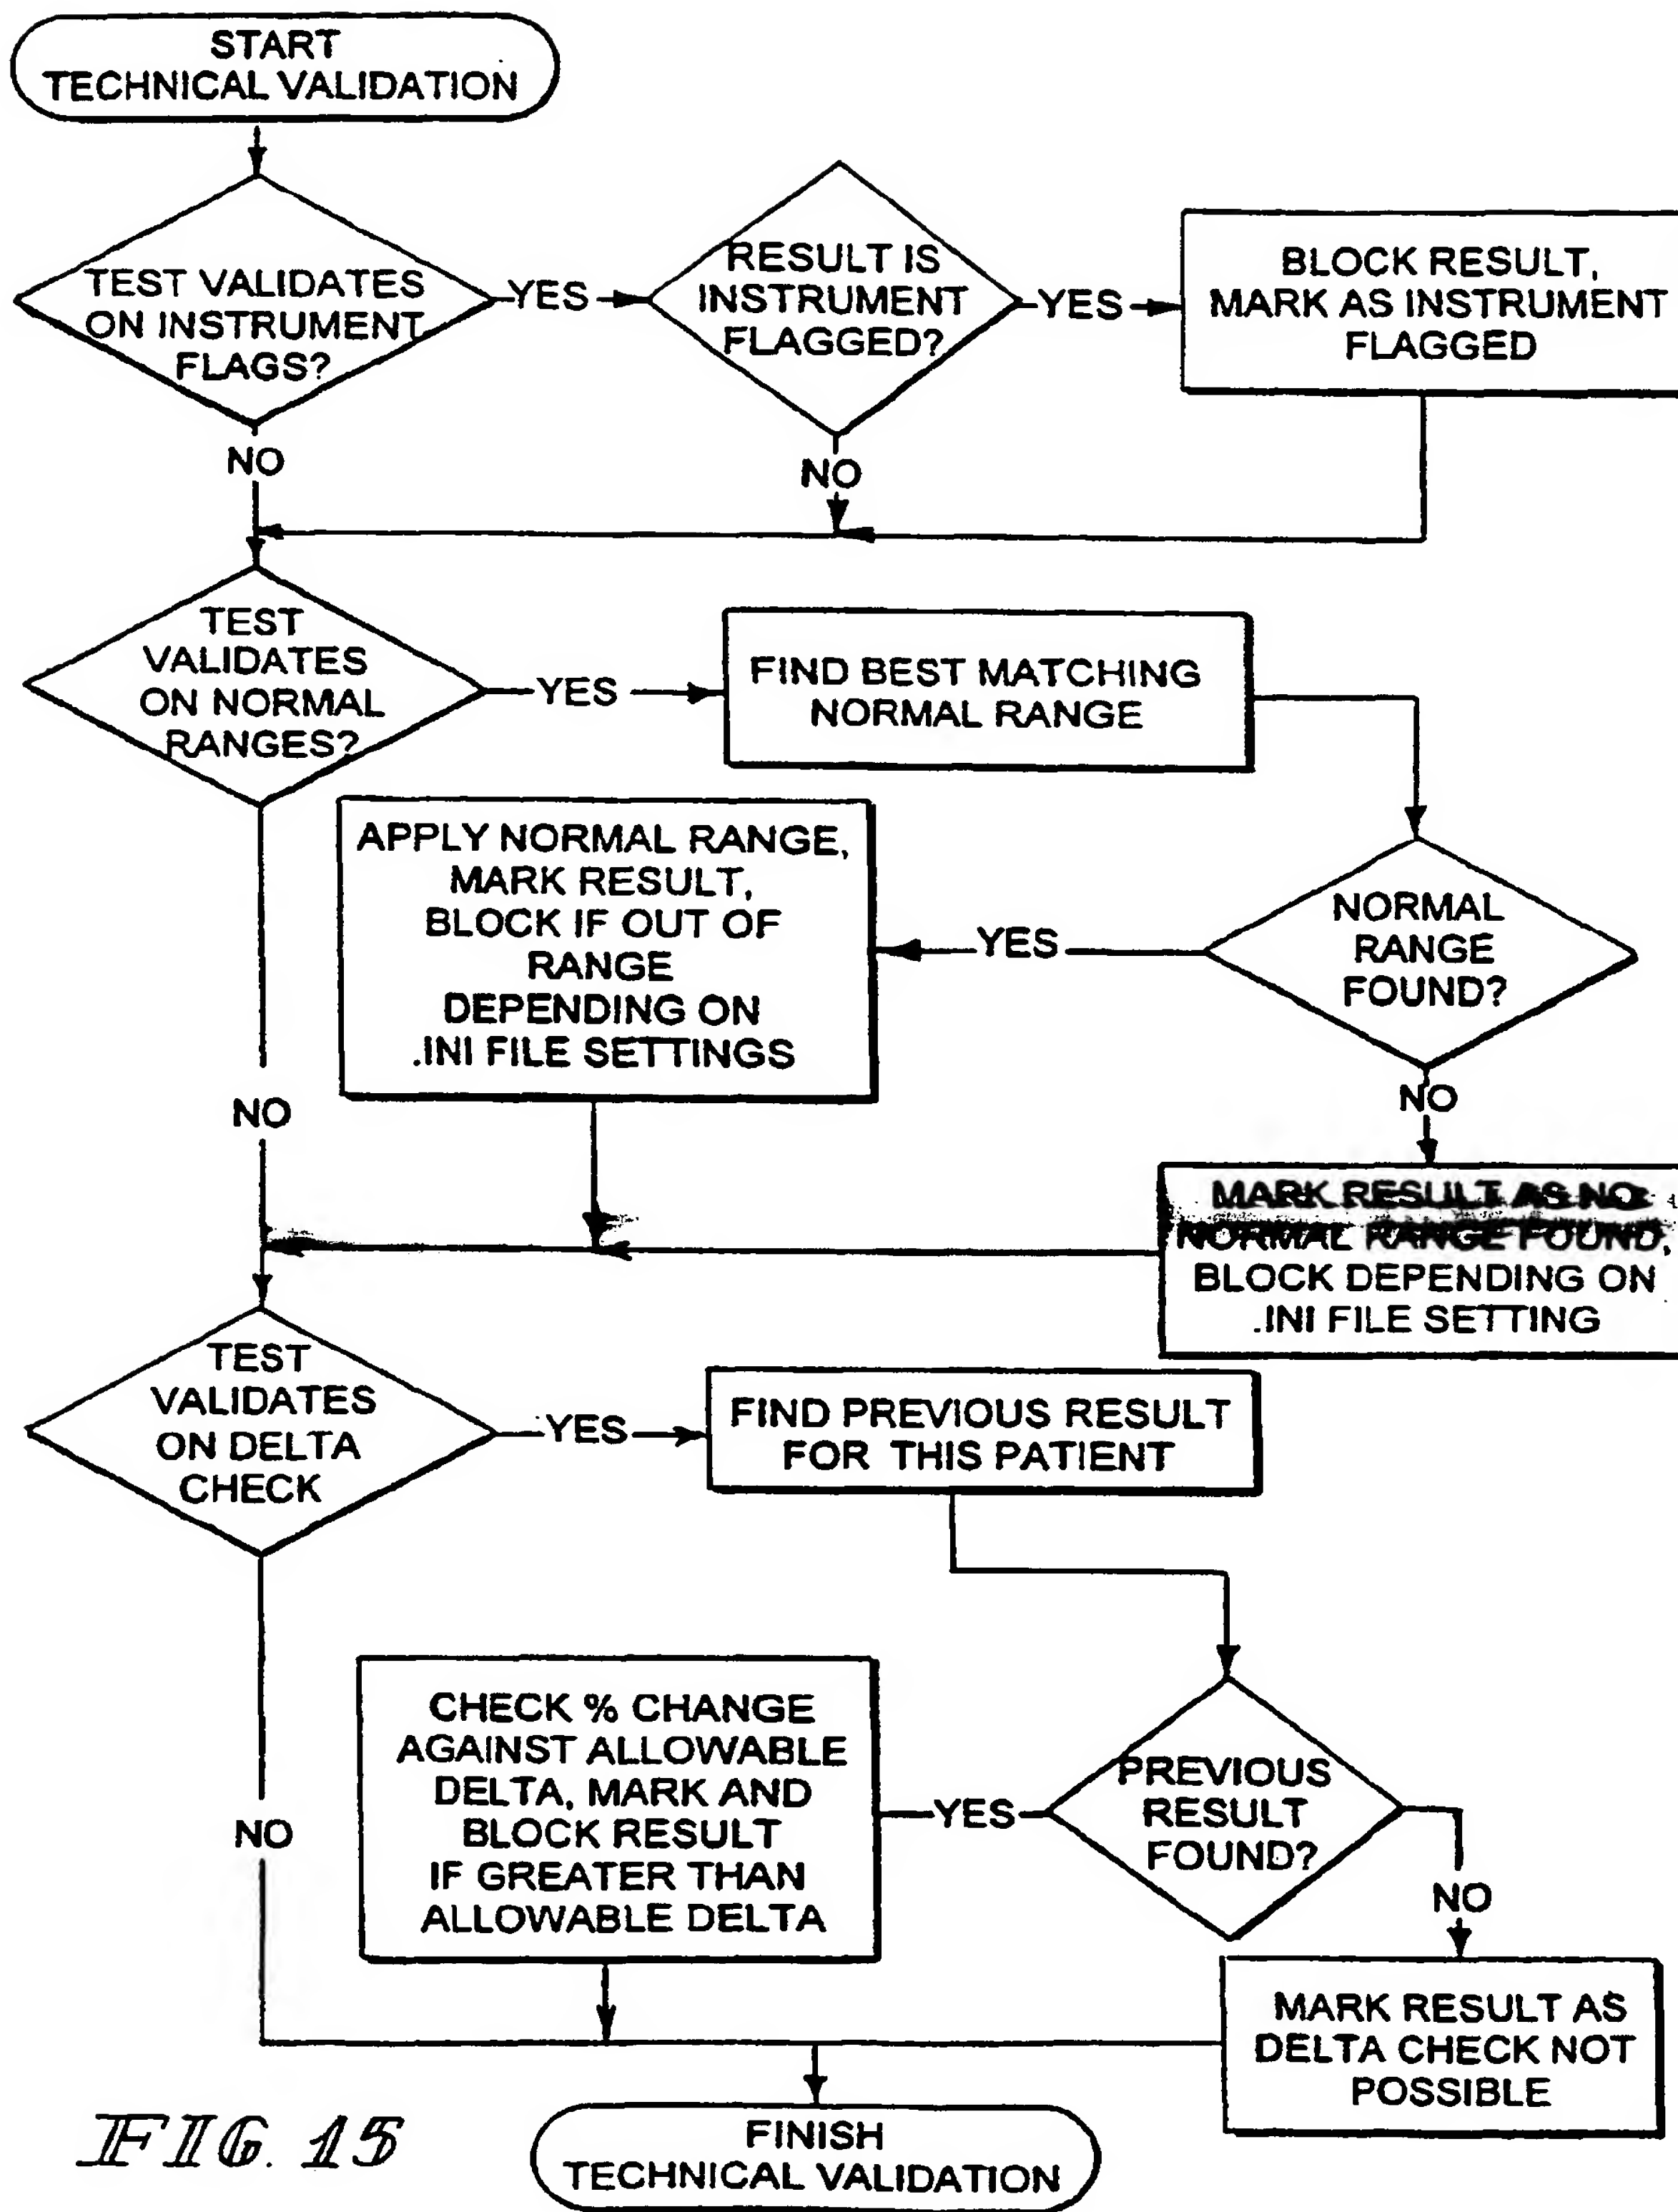 START
TECHNICAL VALIDATION
TEST VALIDATES
ON INSTRUMENT
FLAGS?
YES
RESULT IS
INSTRUMENT
FLAGGED?
YES
BLOCK RESULT,
MARK AS INSTRUMENT
FLAGGED
NO
NO
TEST
VALIDATES
ON NORMAL
RANGES?
YES
FIND BEST MATCHING
NORMAL RANGE
APPLY NORMAL RANGE,
MARK RESULT,
BLOCK IF OUT OF
RANGE
DEPENDING ON
.INI FILE SETTINGS
YES
NORMAL
RANGE
FOUND?
NO
NO
MARK RESULT AS NO
NORMAL RANGE FOUND,
BLOCK DEPENDING ON
.INI FILE SETTING
TEST
VALIDATES
ON DELTA
CHECK
YES
FIND PREVIOUS RESULT
FOR THIS PATIENT
CHECK % CHANGE
AGAINST ALLOWABLE
DELTA, MARK AND
BLOCK RESULT
IF GREATER THAN
ALLOWABLE DELTA
YES
PREVIOUS
RESULT
FOUND?
NO
NO
MARK RESULT AS
DELTA CHECK NOT
POSSIBLE
FINISH
TECHNICAL VALIDATION
FIG. 15